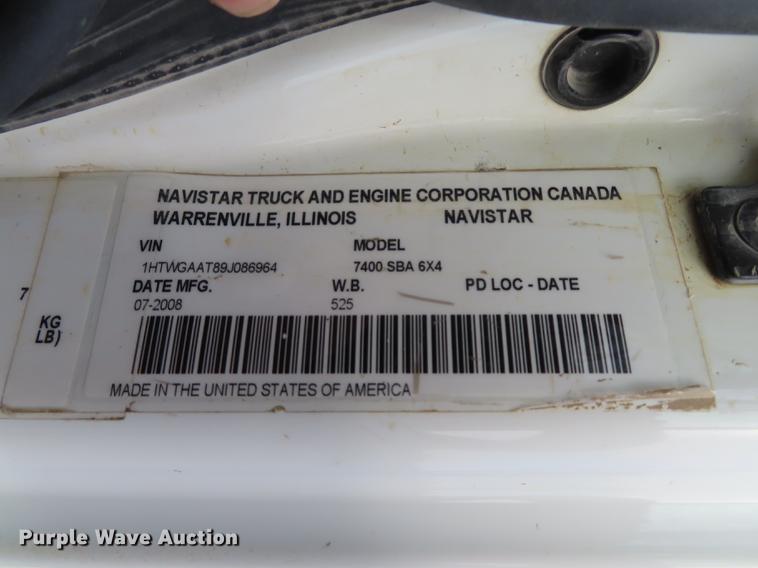 NAVISTAR TRUCK AND ENGINE CORPORATION CANADA
WARRENVILLE, ILLINOIS NAVISTAR
VIN MODEL
1HTWGAAT89J086964 7400 SBA 6X4
DATE MFG. W.B. PD LOC - DATE
07-2008 525
MADE IN THE UNITED STATES OF AMERICA
7
KG
LB)
Purple Wave Auction